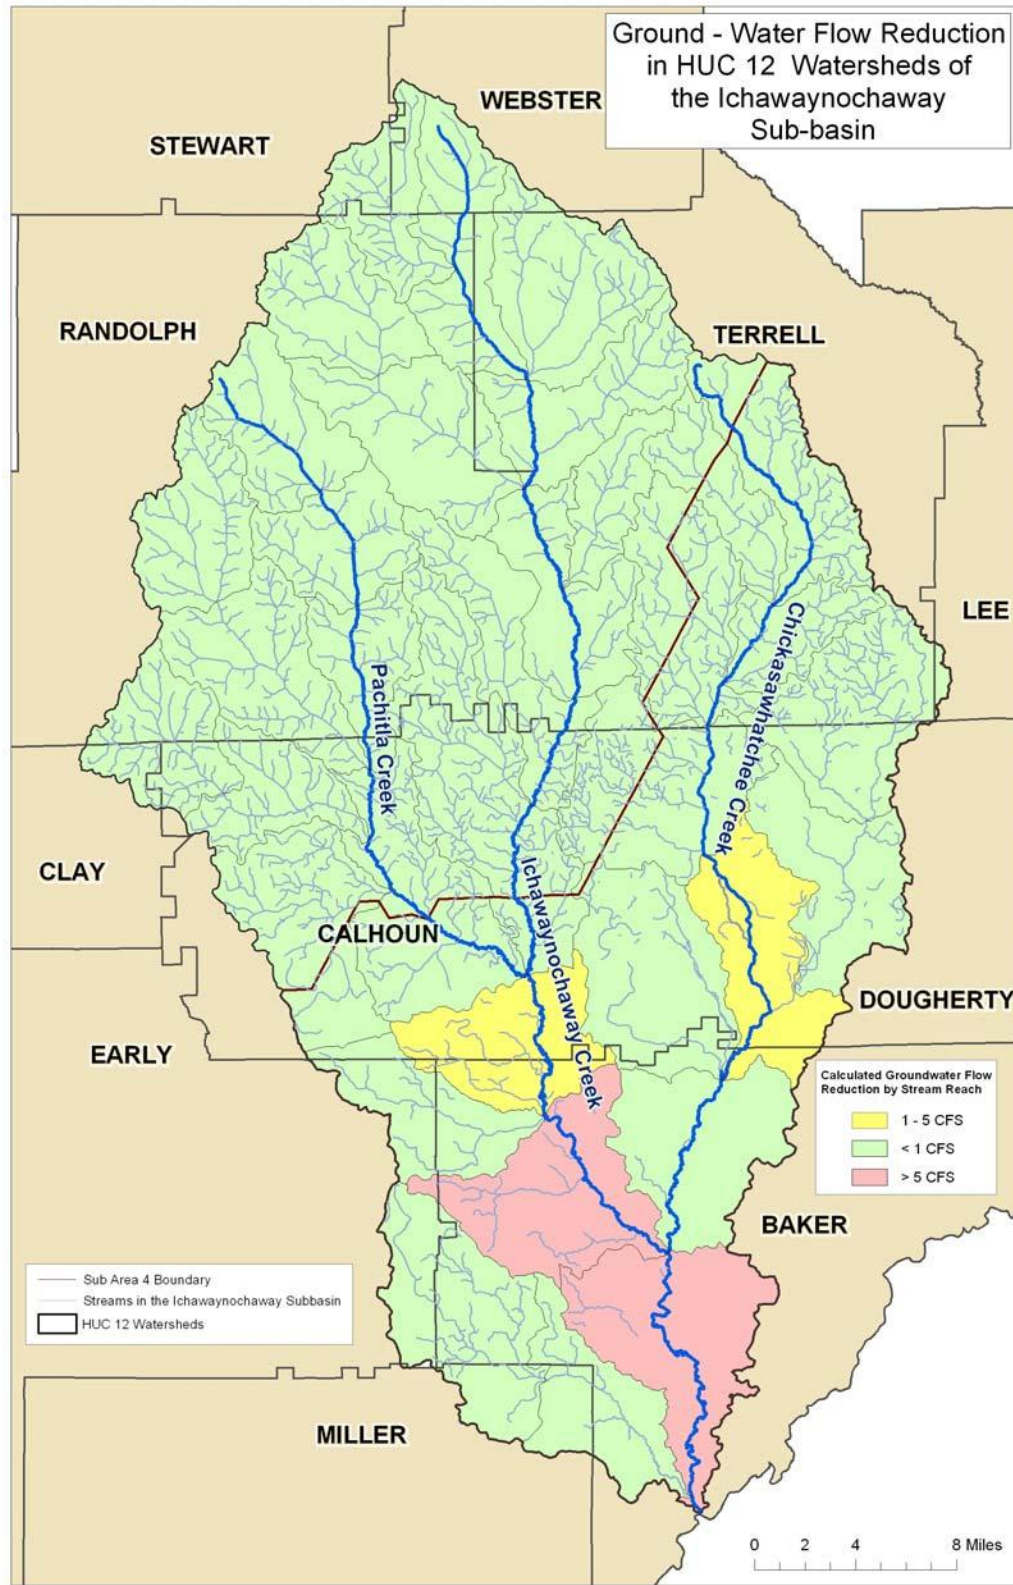 Ground - Water Flow Reduction
in HUC 12 Watersheds of
the Ichawaynochaway
Sub-basin
WEBSTER
STEWART
RANDOLPH
TERRELL
LEE
Chickasawhatchee Creek
Pachitla Creek
CLAY
Ichawaynochaway Creek
CALHOUN
DOUGHERTY
EARLY
Calculated Groundwater Flow
Reduction by Stream Reach
1 - 5 CFS
< 1 CFS
> 5 CFS
BAKER
Sub Area 4 Boundary
Streams in the Ichawaynochaway Subbasin
HUC 12 Watersheds
MILLER
0 2 4 8 Miles